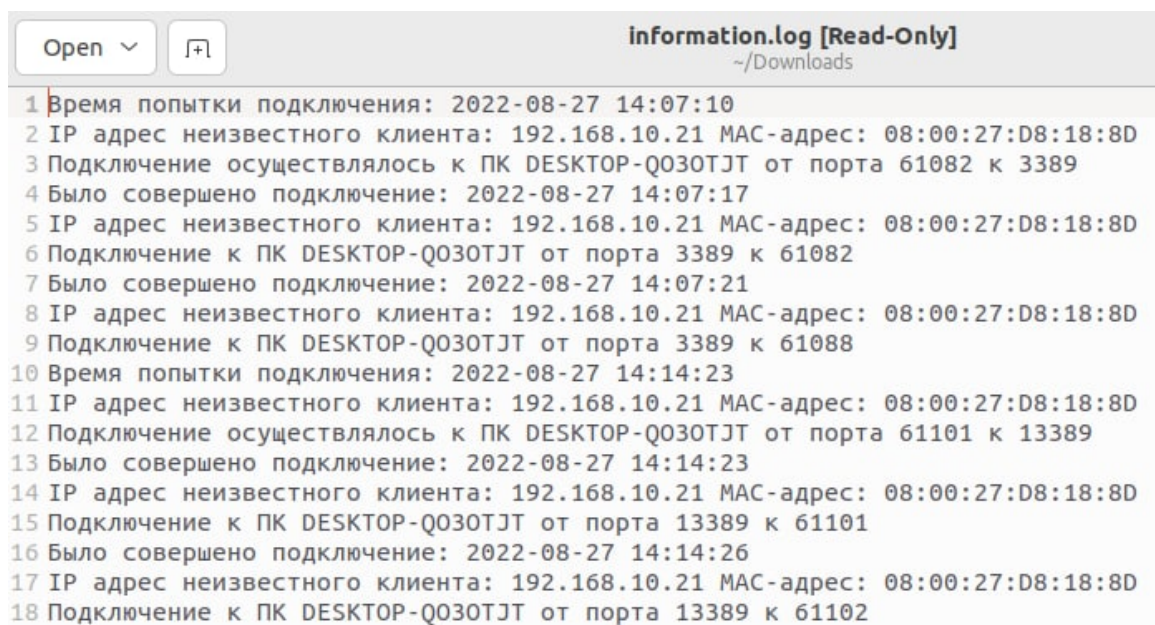 Open
information.log [Read-Only]
~/Downloads
1 Время попытки подключения: 2022-08-27 14:07:10
2 IP адрес неизвестного клиента: 192.168.10.21 MAC-адрес: 08:00:27:D8:18:8D
3 Подключение осуществлялось к ПК DESKTOP-QO3OTJT от порта 61082 к 3389
4 Было совершено подключение: 2022-08-27 14:07:17
5 IP адрес неизвестного клиента: 192.168.10.21 MAC-адрес: 08:00:27:D8:18:8D
6 Подключение к ПК DESKTOP-QO3OTJT от порта 3389 к 61082
7 Было совершено подключение: 2022-08-27 14:07:21
8 IP адрес неизвестного клиента: 192.168.10.21 MAC-адрес: 08:00:27:D8:18:8D
9 Подключение к ПК DESKTOP-QO3OTJT от порта 3389 к 61088
10 Время попытки подключения: 2022-08-27 14:14:23
11 IP адрес неизвестного клиента: 192.168.10.21 MAC-адрес: 08:00:27:D8:18:8D
12 Подключение осуществлялось к ПК DESKTOP-QO3OTJT от порта 61101 к 13389
13 Было совершено подключение: 2022-08-27 14:14:23
14 IP адрес неизвестного клиента: 192.168.10.21 MAC-адрес: 08:00:27:D8:18:8D
15 Подключение к ПК DESKTOP-QO3OTJT от порта 13389 к 61101
16 Было совершено подключение: 2022-08-27 14:14:26
17 IP адрес неизвестного клиента: 192.168.10.21 MAC-адрес: 08:00:27:D8:18:8D
18 Подключение к ПК DESKTOP-QO3OTJT от порта 13389 к 61102